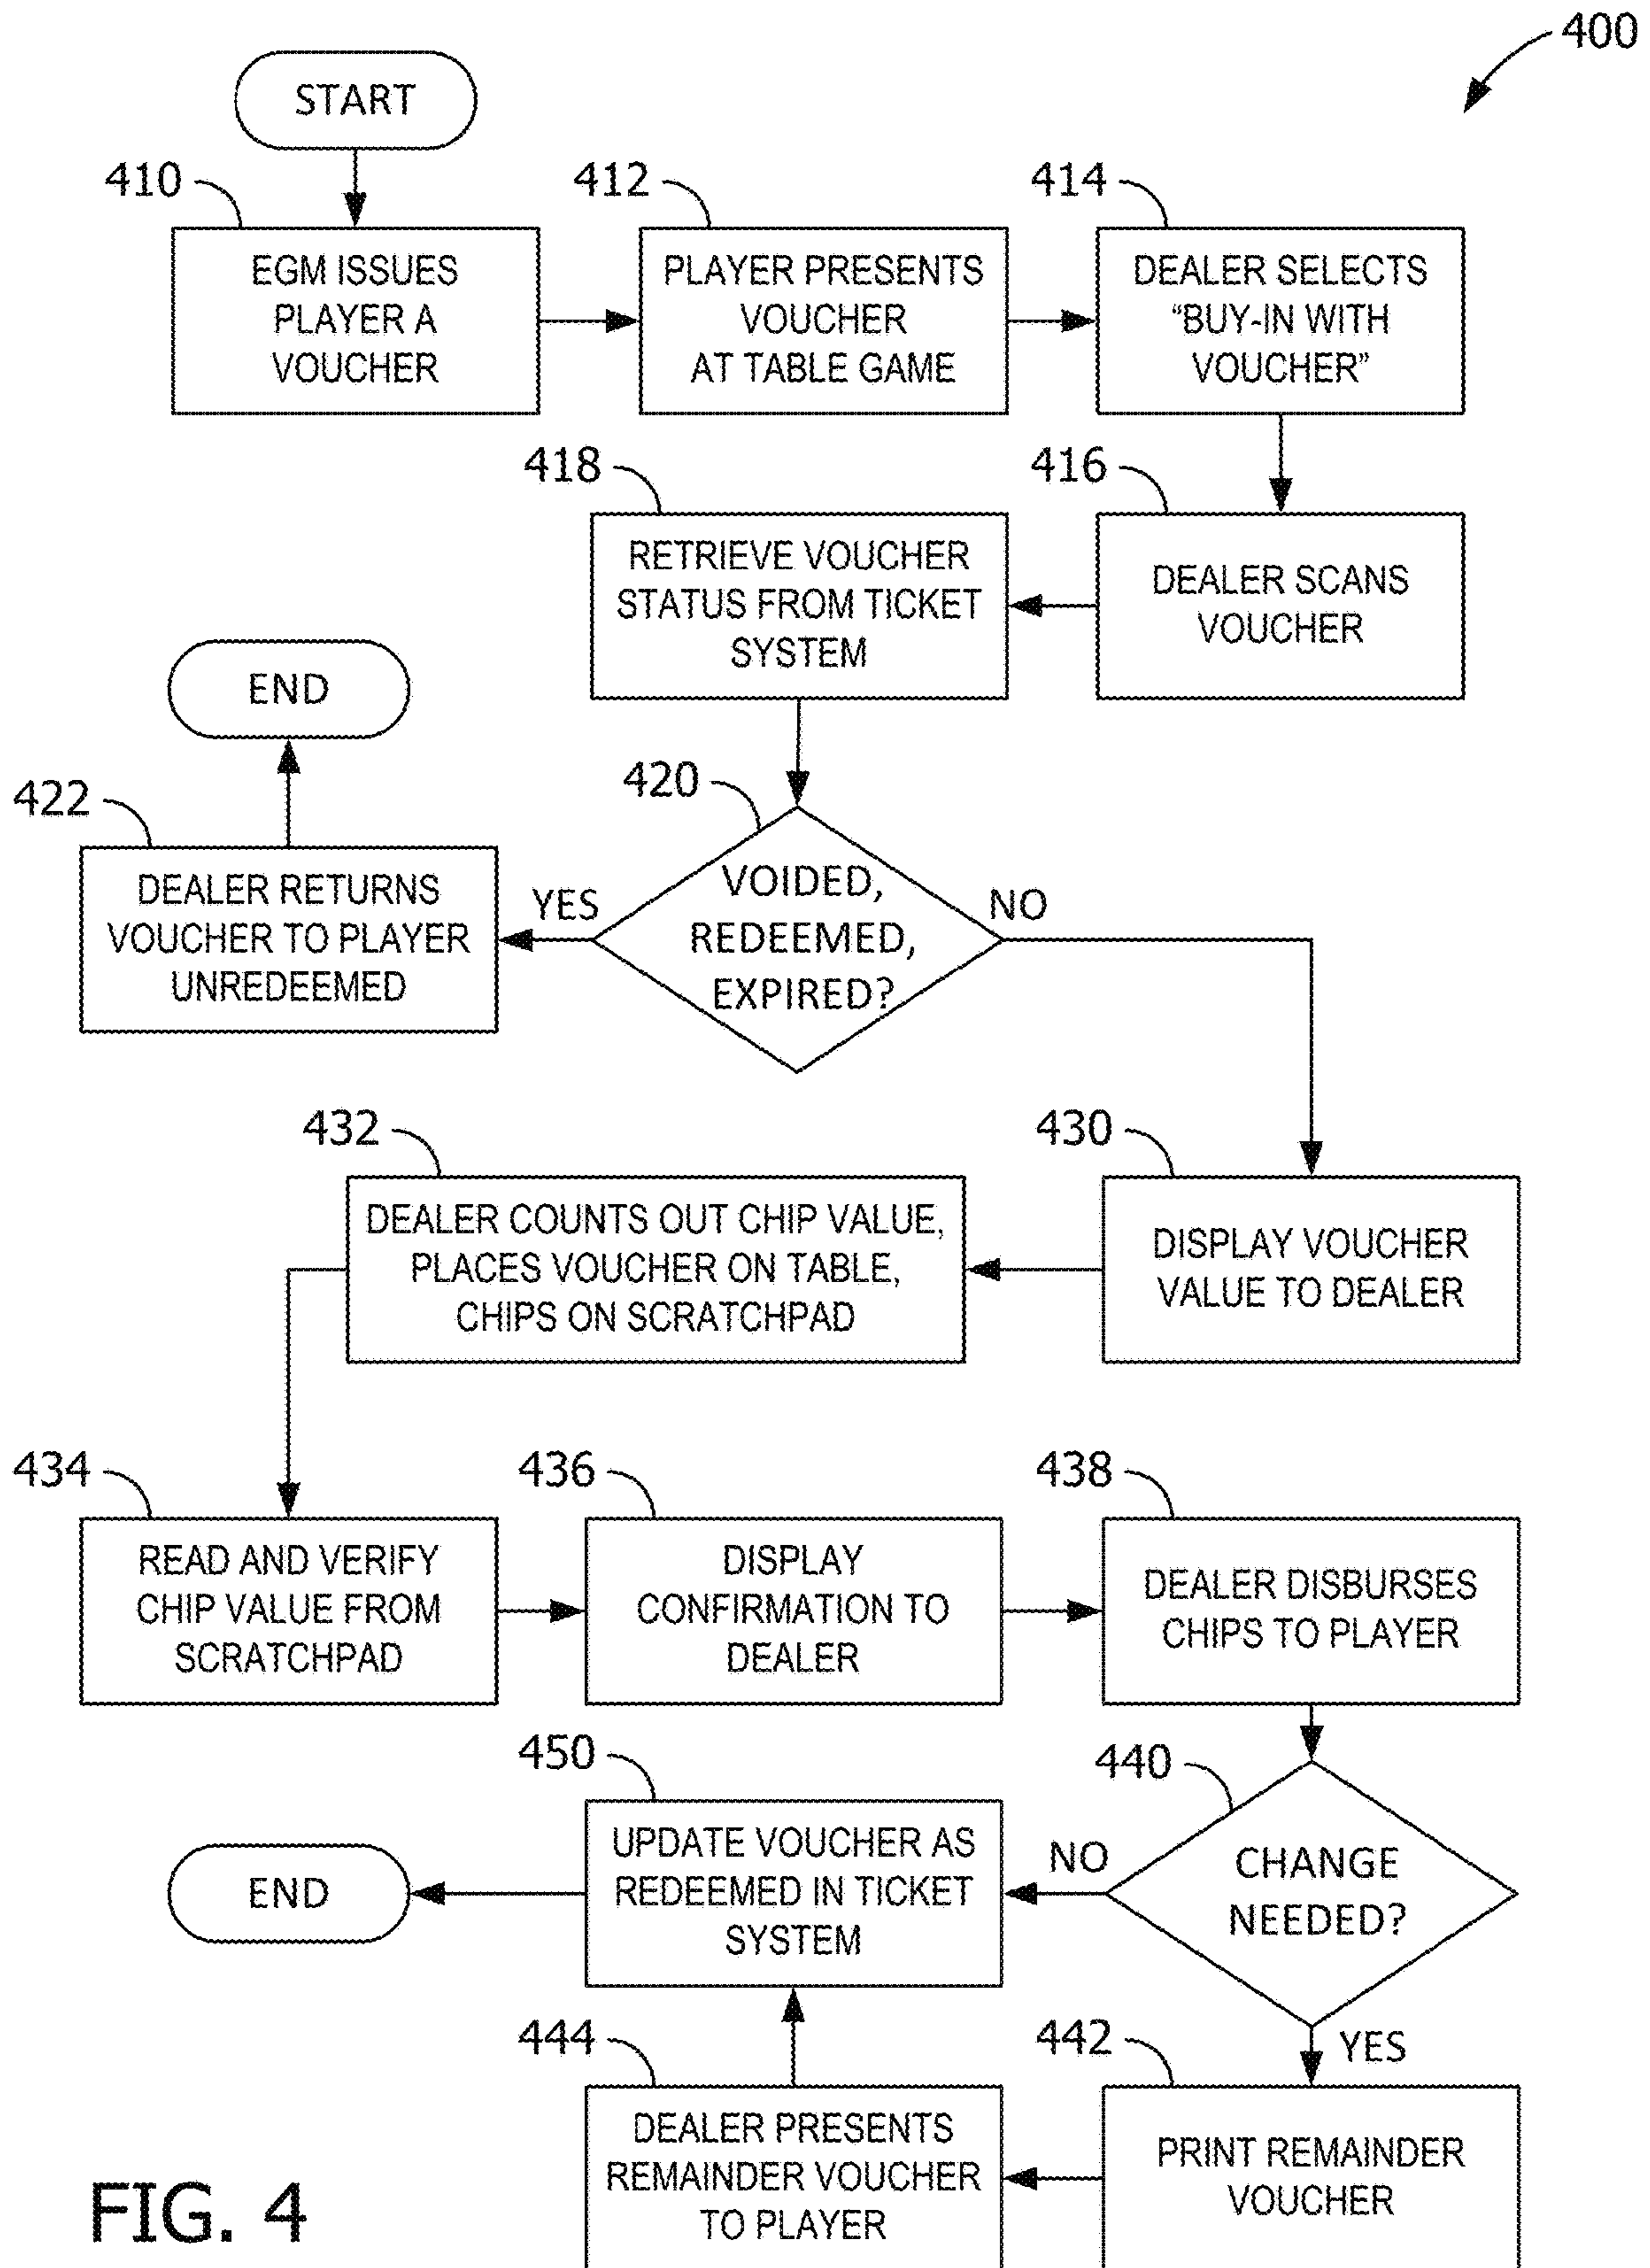 400
START
410
EGM ISSUES
PLAYER A
VOUCHER
412
PLAYER PRESENTS
VOUCHER
AT TABLE GAME
414
DEALER SELECTS
“BUY-IN WITH
VOUCHER”
416
DEALER SCANS
VOUCHER
418
RETRIEVE VOUCHER
STATUS FROM TICKET
SYSTEM
420
VOIDED,
REDEEMED,
EXPIRED?
YES
NO
422
DEALER RETURNS
VOUCHER TO PLAYER
UNREDEEMED
END
430
DISPLAY VOUCHER
VALUE TO DEALER
432
DEALER COUNTS OUT CHIP VALUE,
PLACES VOUCHER ON TABLE,
CHIPS ON SCRATCHPAD
434
READ AND VERIFY
CHIP VALUE FROM
SCRATCHPAD
436
DISPLAY
CONFIRMATION TO
DEALER
438
DEALER DISBURSES
CHIPS TO PLAYER
440
CHANGE
NEEDED?
NO
YES
442
PRINT REMAINDER
VOUCHER
444
DEALER PRESENTS
REMAINDER VOUCHER
TO PLAYER
450
UPDATE VOUCHER AS
REDEEMED IN TICKET
SYSTEM
END
FIG. 4